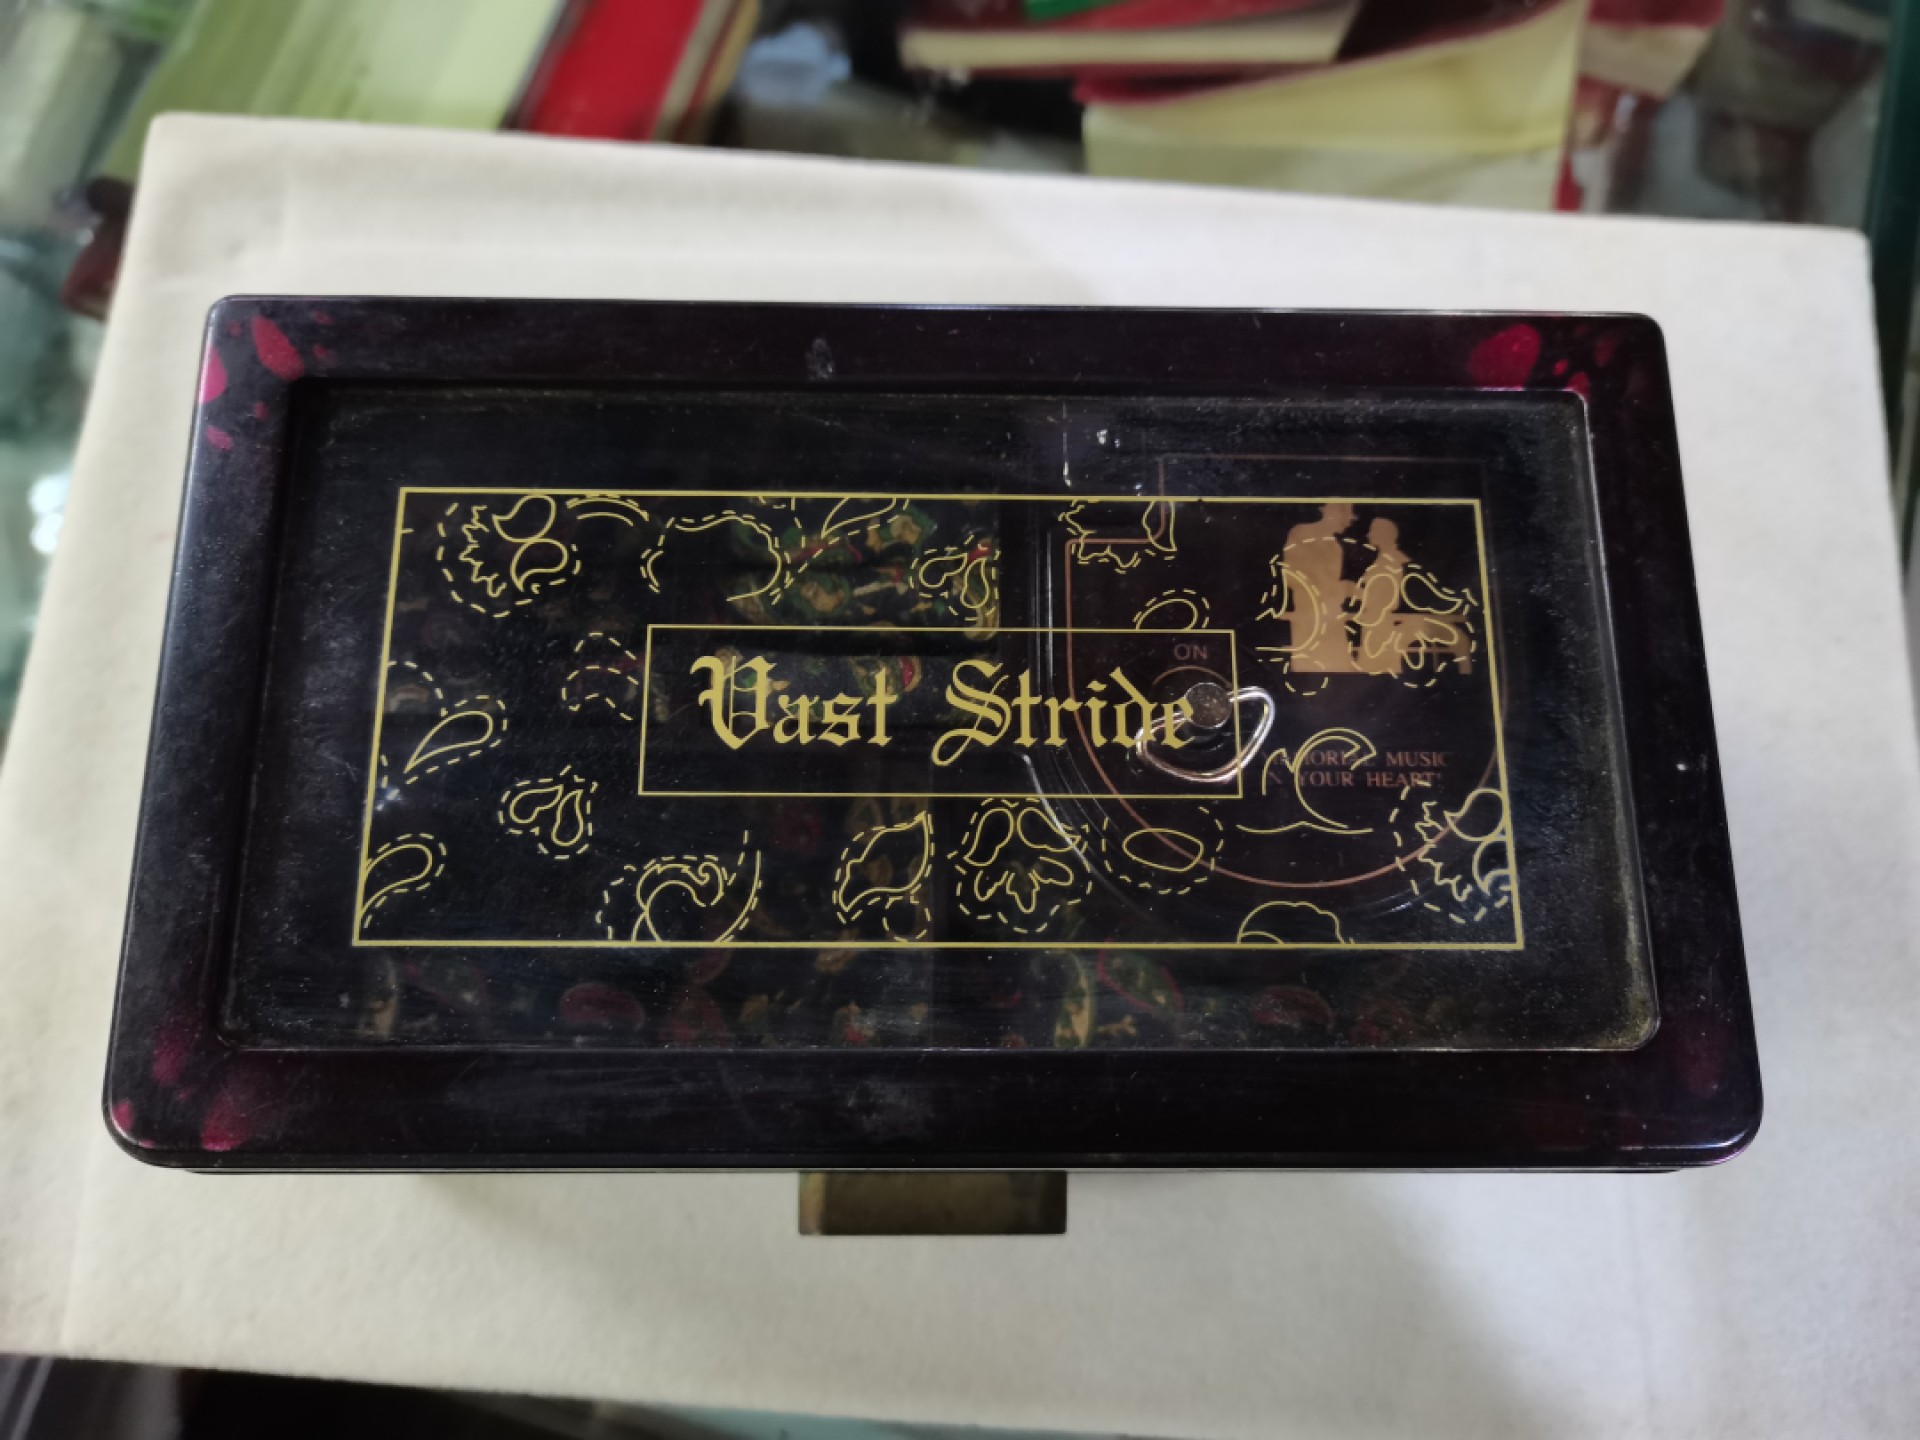 Vast Stride
ON
MUSIC
YOUR HEART"